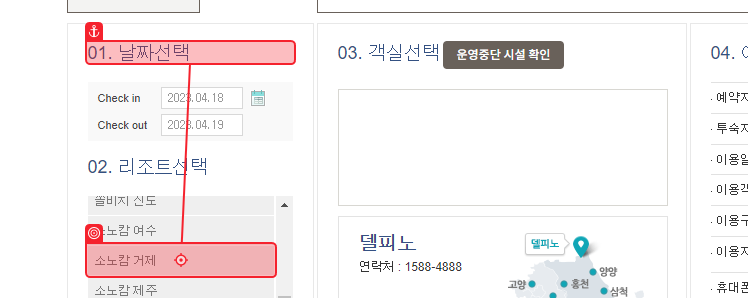 01. 날짜선택
Check in 2023.04.18
Check out 2023.04.19
02. 리조트선택
쏠비치 진도
소노캄 여수
소노캄 거제
소노캄 제주
03. 객실선택 운영중단 시설 확인
델피노
연락처 : 1588-4888
델피노
양양
고양
홍천
삼척
04.
· 예약자
· 투숙자
· 이용일
· 이용객
· 이용구
· 이용자
· 휴대폰